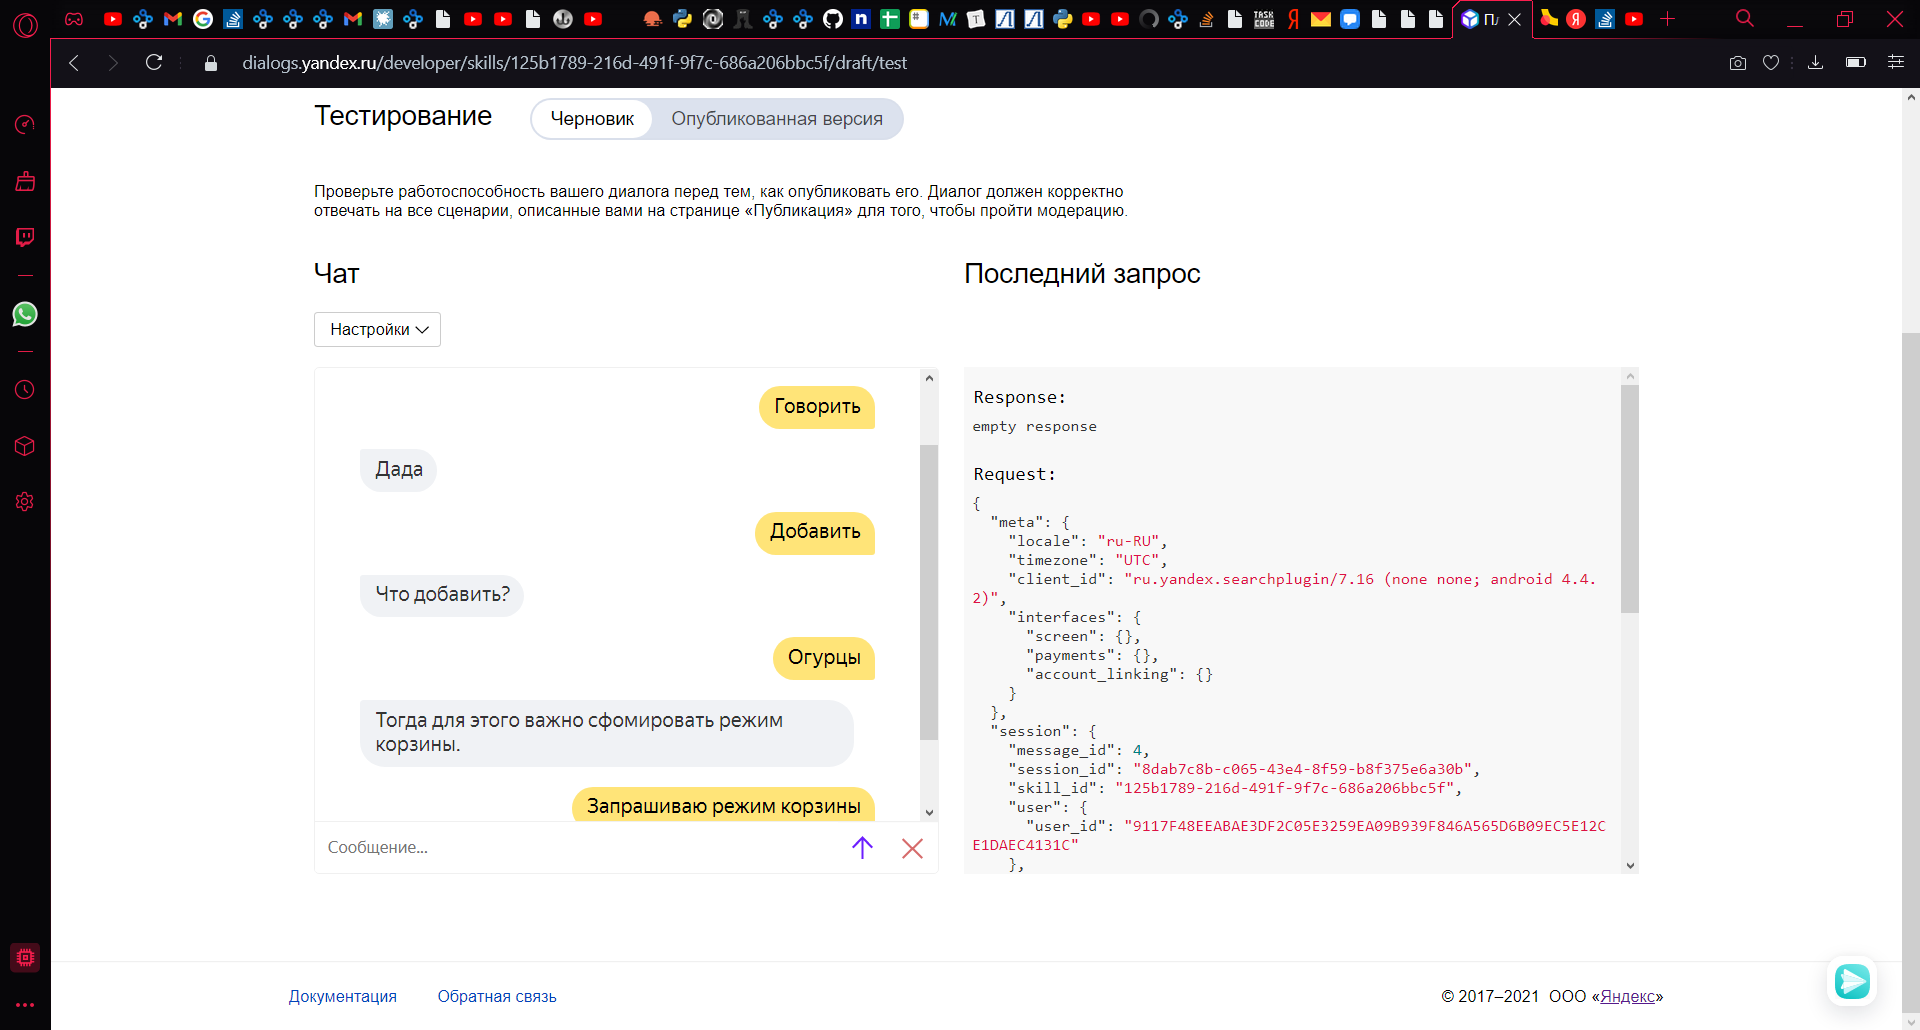 Пл
dialogs.yandex.ru/developer/skills/125b1789-216d-491f-9f7c-686a206bbc5f/draft/test
Тестирование
Черновик
Опубликованная версия
Проверьте работоспособность вашего диалога перед тем, как опубликовать его. Диалог должен корректно
отвечать на все сценарии, описанные вами на странице «Публикация» для того, чтобы пройти модерацию.
Чат
Настройки
Говорить
Дада
Добавить
Что добавить?
Огурцы
Тогда для этого важно сфомировать режим
корзины.
Запрашиваю режим корзины
Сообщение...
Последний запрос
Response:
empty response
Request:
{
"meta": {
"locale": "ru-RU",
"timezone": "UTC",
"client_id": "ru.yandex.searchplugin/7.16 (none none; android 4.4.
2)",
"interfaces": {
"screen": {},
"payments": {},
"account_linking": {}
}
},
"session": {
"message_id": 4,
"session_id": "8dab7c8b-c065-43e4-8f59-b8f375e6a30b",
"skill_id": "125b1789-216d-491f-9f7c-686a206bbc5f",
"user": {
"user_id": "9117F48EEABAE3DF2C05E3259EA09B939F846A565D6B09EC5E12C
E1DAEC4131C"
},
Документация
Обратная связь
© 2017–2021 ООО «Яндекс»